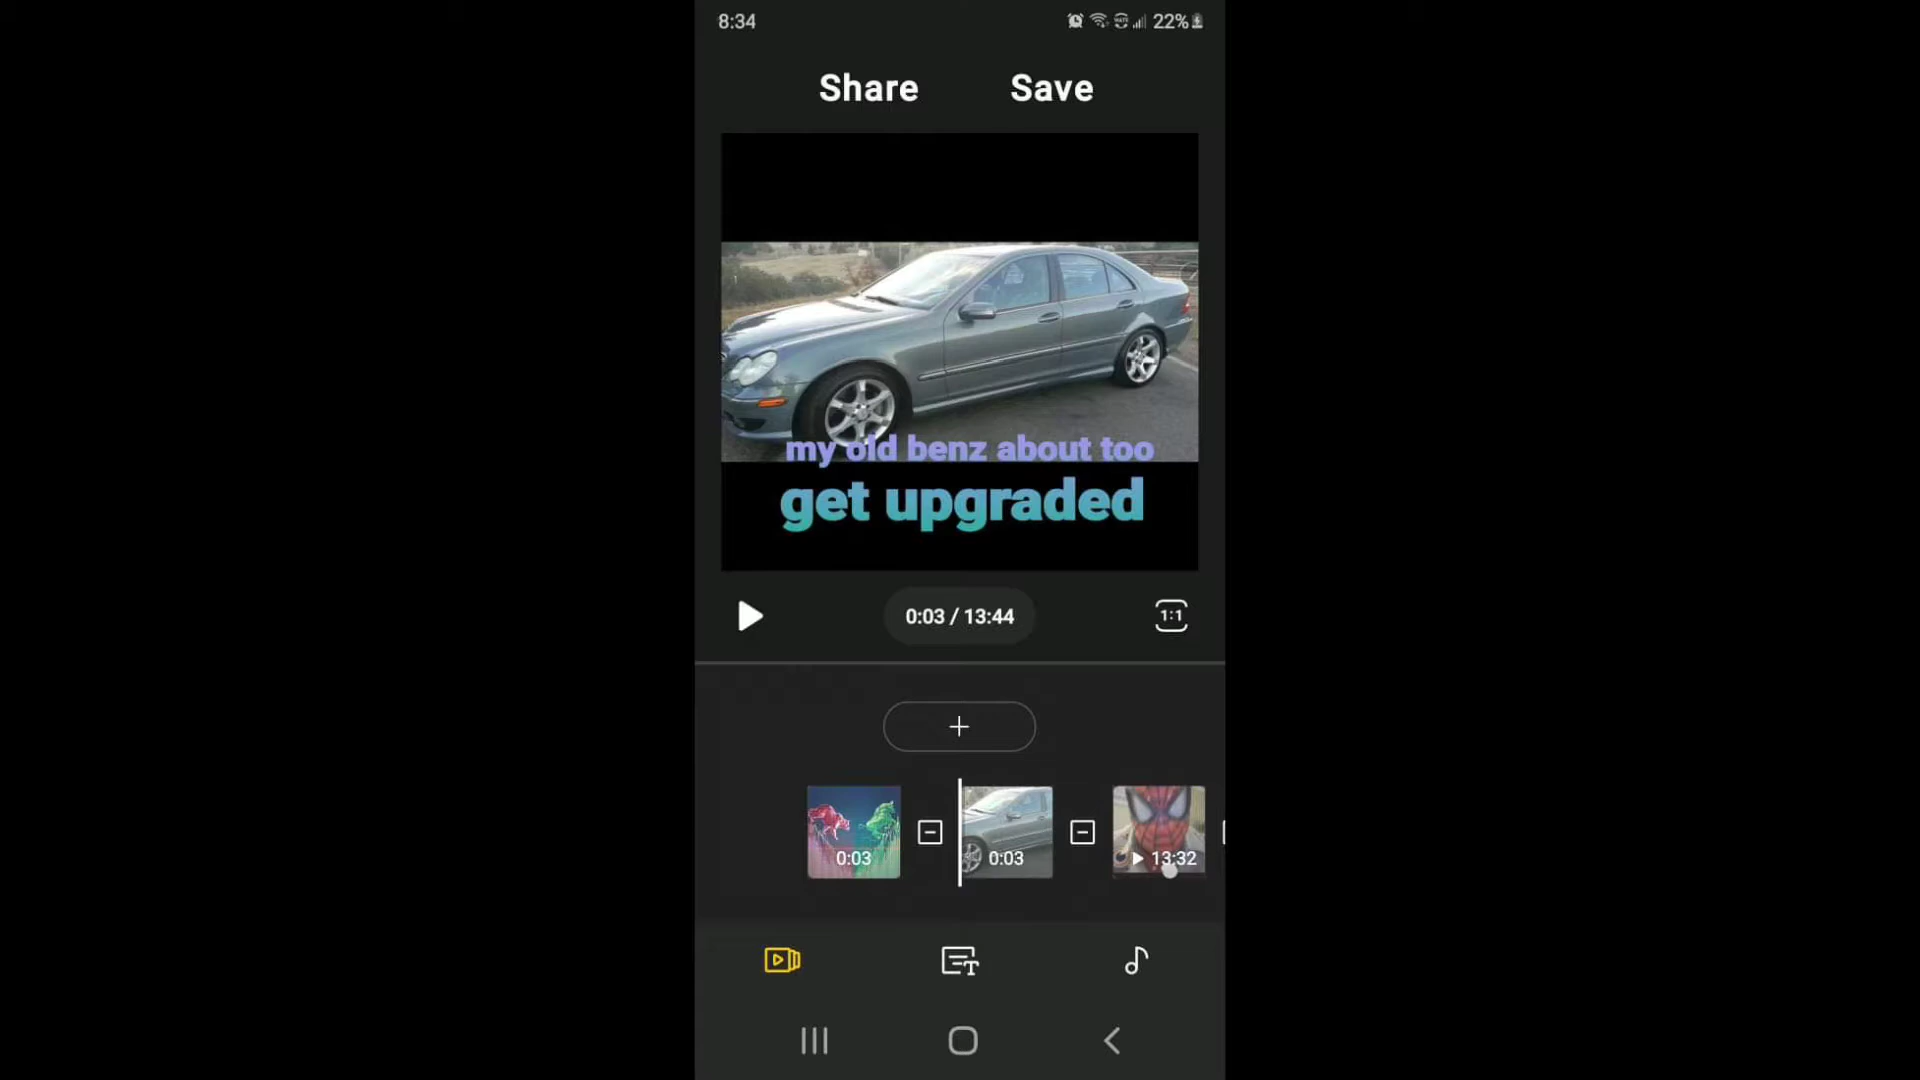 8:34
22%
Share Save
my old benz about too
get upgraded
0:03 / 13:44
1:1
+
0:03
0:03
13:32
T